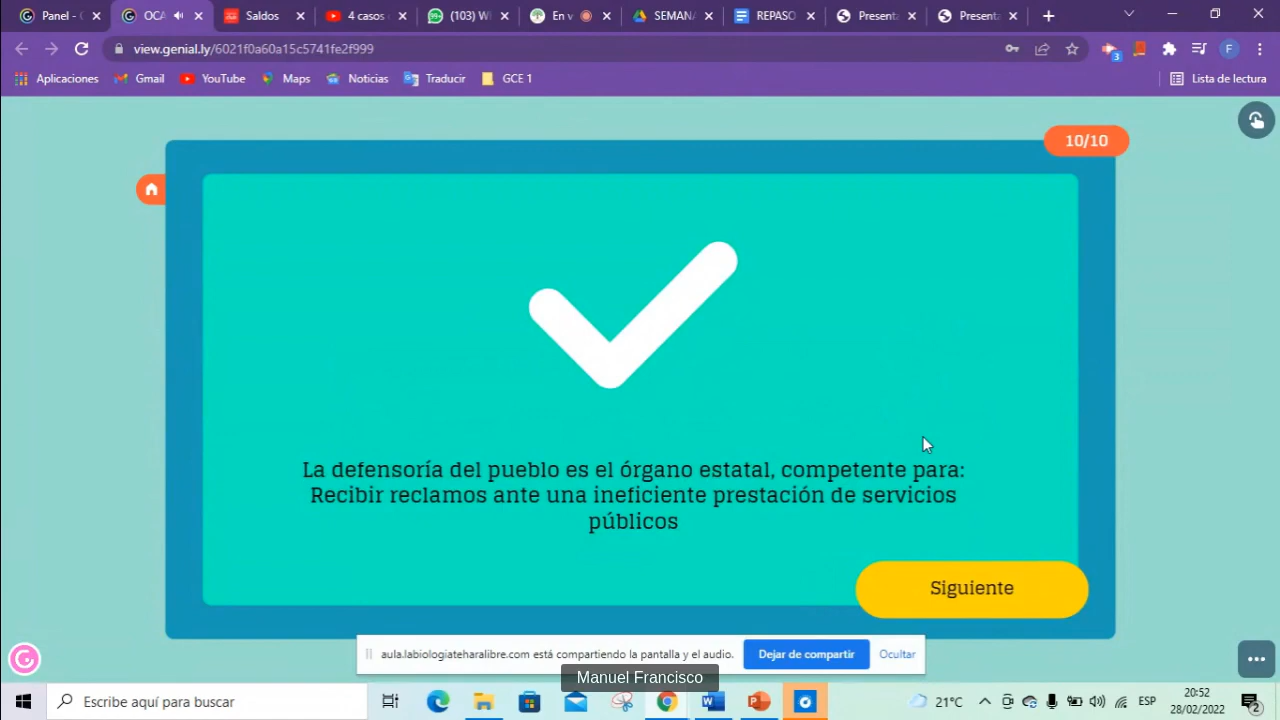 Panel - C
OCA
Saldos
4 casos
(103) W
En v
SEMANA
REPASO
Presenta
Presenta
view.genial.ly/6021f0a60a15c5741fe2f999
3
F
Aplicaciones
Gmail
YouTube
Maps
Noticias
Traducir
GCE 1
Lista de lectura
10/10
La defensoría del pueblo es el órgano estatal, competente para:
Recibir reclamos ante una ineficiente prestación de servicios
públicos
Siguiente
aula.labiologiateharalibre.com está compartiendo la pantalla y el audio.
Dejar de compartir
Ocultar
Manuel Francisco
Escribe aquí para buscar
21°C
ESP
20:52
28/02/2022
2